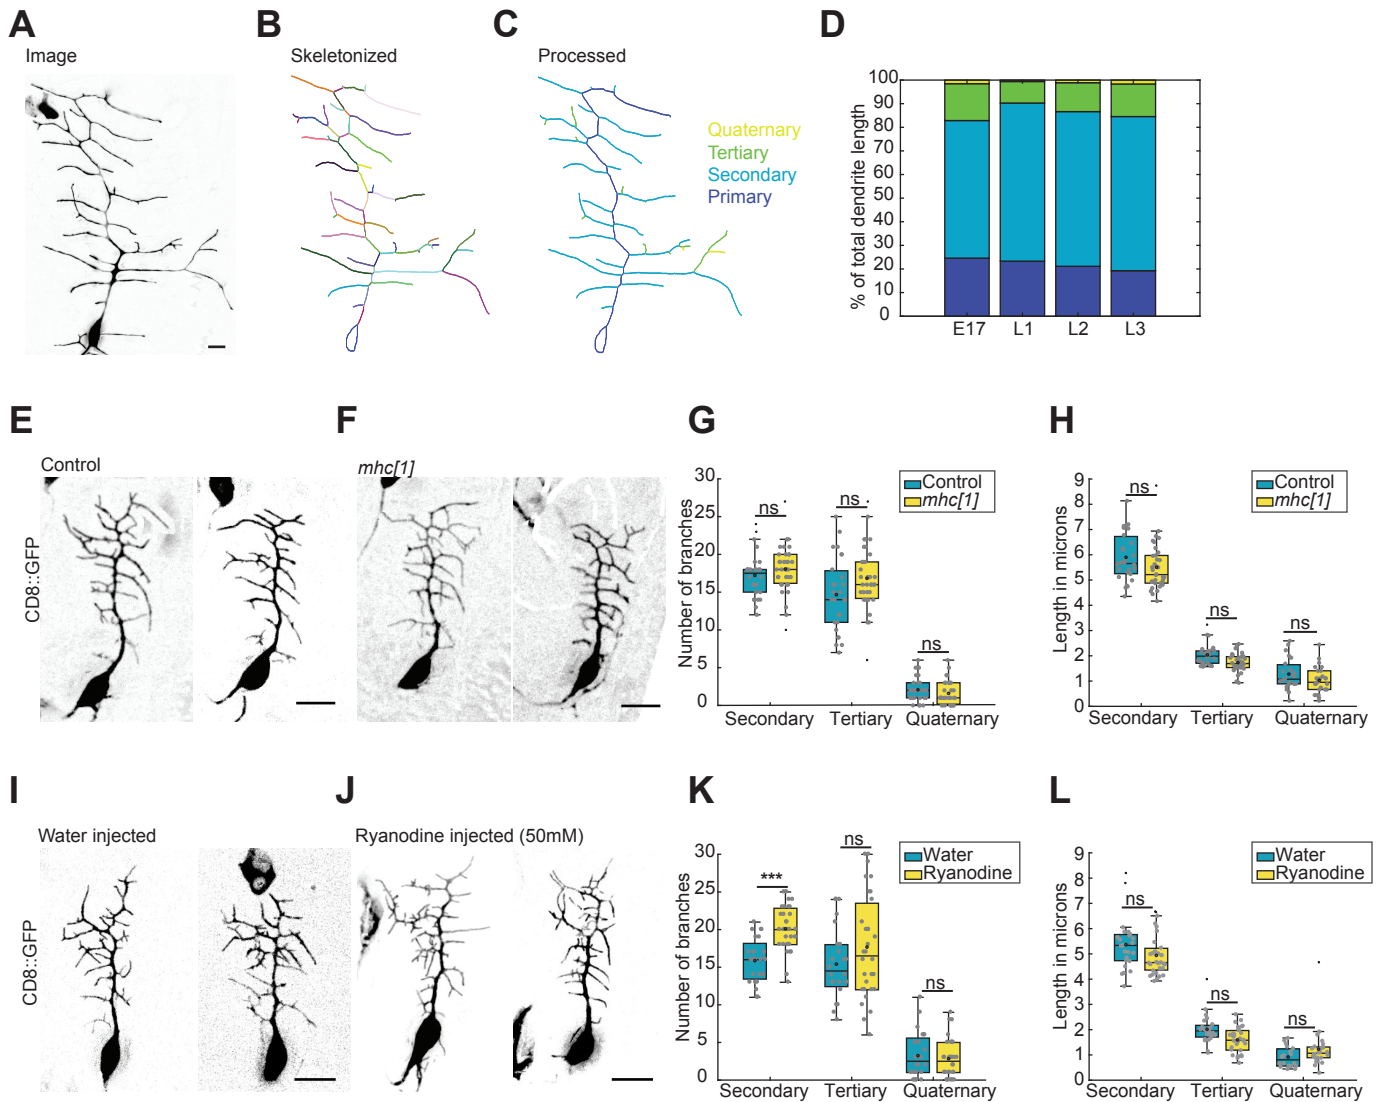 A
Image
B
Skeletonized
C
Processed
Quaternary
Tertiary
Secondary
Primary
D
% of total dendrite length
100
90
80
70
60
50
40
30
20
10
0
E17 L1 L2 L3
E
Control
CD8::GFP
F
mhc[1]
G
Number of branches
30
25
20
15
10
5
0
Control
mhc[1]
ns
ns
ns
Secondary Tertiary Quaternary
H
Length in microns
9
8
7
6
5
4
3
2
1
0
Control
mhc[1]
ns
ns
ns
Secondary Tertiary Quaternary
I
Water injected
CD8::GFP
J
Ryanodine injected (50mM)
K
Number of branches
30
25
20
15
10
5
0
Water
Ryanodine
***
ns
ns
Secondary Tertiary Quaternary
L
Length in microns
9
8
7
6
5
4
3
2
1
0
Water
Ryanodine
ns
ns
ns
Secondary Tertiary Quaternary